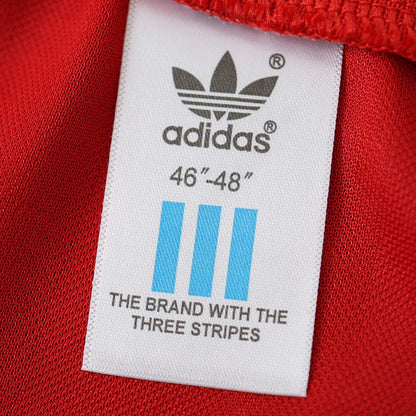 ®
adidas®
46"-48"
THE BRAND WITH THE
THREE STRIPES